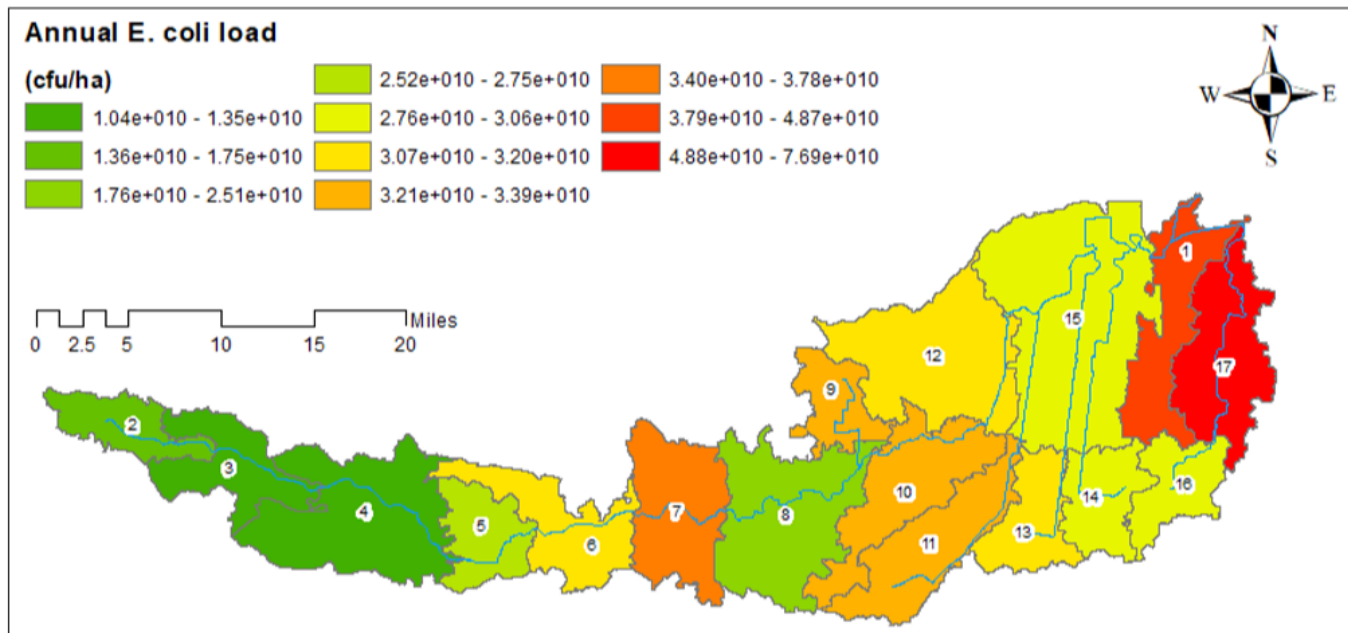 Annual E. coli load
(cfu/ha)
1.04e+010 - 1.35e+010
1.36e+010 - 1.75e+010
1.76e+010 - 2.51e+010
2.52e+010 - 2.75e+010
2.76e+010 - 3.06e+010
3.07e+010 - 3.20e+010
3.21e+010 - 3.39e+010
3.40e+010 - 3.78e+010
3.79e+010 - 4.87e+010
4.88e+010 - 7.69e+010
N
W E
S
Miles
0 2.5 5 10 15 20
1
15
12
9
17
2
3
4
5
6
7
8
10
11
13
14
16